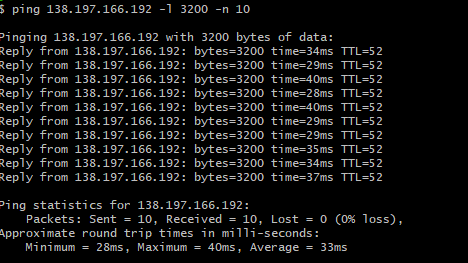 $ ping 138.197.166.192 -l 3200 -n 10
Pinging 138.197.166.192 with 3200 bytes of data:
Reply from 138.197.166.192: bytes=3200 time=34ms TTL=52
Reply from 138.197.166.192: bytes=3200 time=29ms TTL=52
Reply from 138.197.166.192: bytes=3200 time=40ms TTL=52
Reply from 138.197.166.192: bytes=3200 time=28ms TTL=52
Reply from 138.197.166.192: bytes=3200 time=40ms TTL=52
Reply from 138.197.166.192: bytes=3200 time=29ms TTL=52
Reply from 138.197.166.192: bytes=3200 time=29ms TTL=52
Reply from 138.197.166.192: bytes=3200 time=35ms TTL=52
Reply from 138.197.166.192: bytes=3200 time=34ms TTL=52
Reply from 138.197.166.192: bytes=3200 time=37ms TTL=52
Ping statistics for 138.197.166.192:
Packets: Sent = 10, Received = 10, Lost = 0 (0% loss),
Approximate round trip times in milli-seconds:
Minimum = 28ms, Maximum = 40ms, Average = 33ms